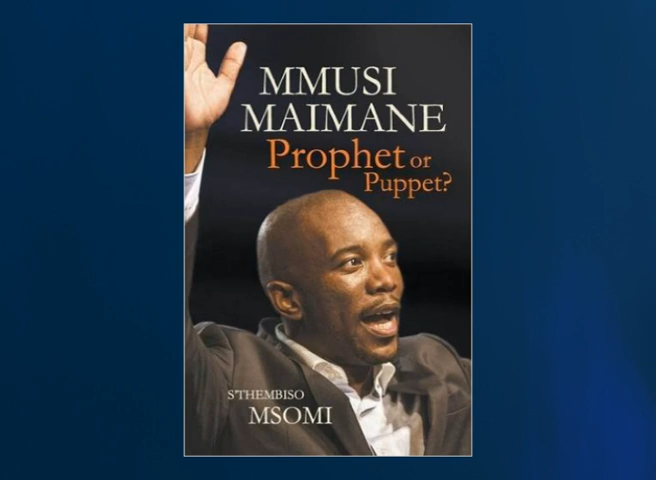 MMUSI
MAIMANE
Prophet or
Puppet?
S'THEMBISO
MSOMI